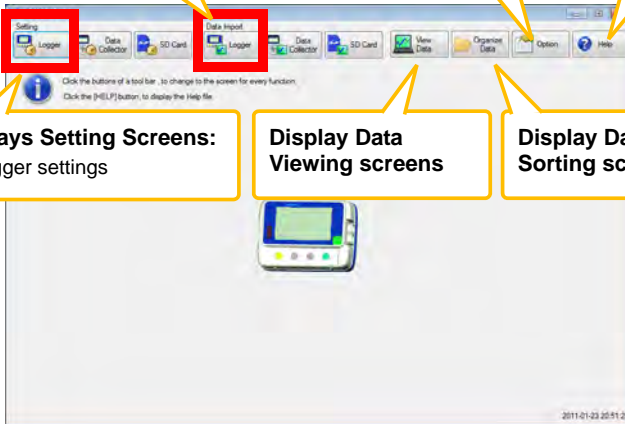 Setting
Data Import
Logger
Data
Collector
SD Card
Logger
Data
Collector
SD Card
View
Data
Organize
Data
Option
Help
Click the buttons of a tool bar , to change to the screen for every function.
Click the [HELP] button, to display the Help file.
ays Setting Screens:
gger settings
Display Data
Viewing screens
Display Da
Sorting sc
2011-01-23 20:51:2